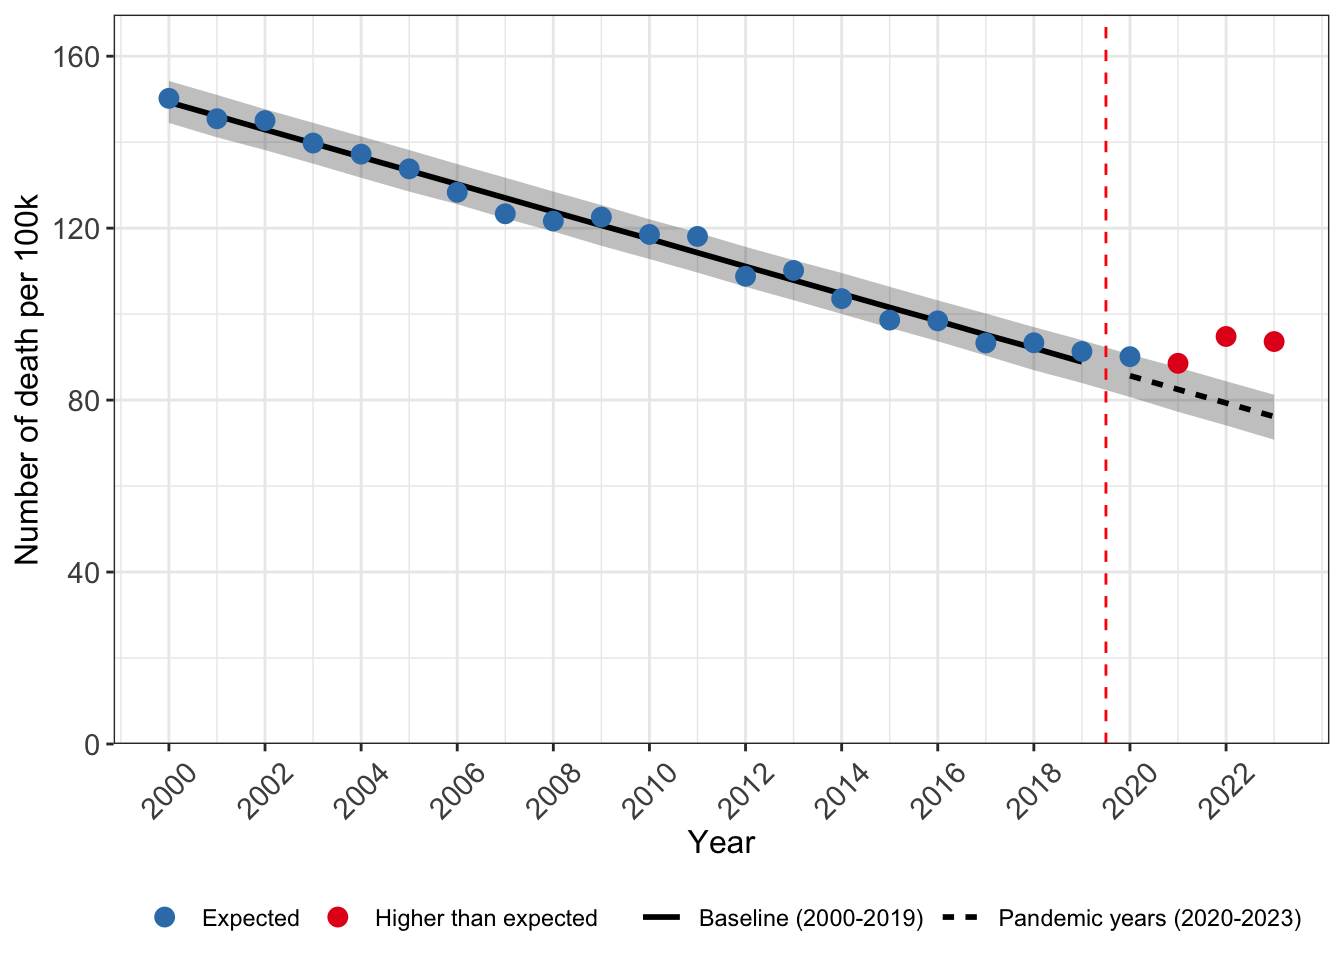 160
120
80
40
0
Number of death per 100k
2000 2002 2004 2006 2008 2010 2012 2014 2016 2018 2020 2022
Year
Expected Higher than expected Baseline (2000-2019) Pandemic years (2020-2023)